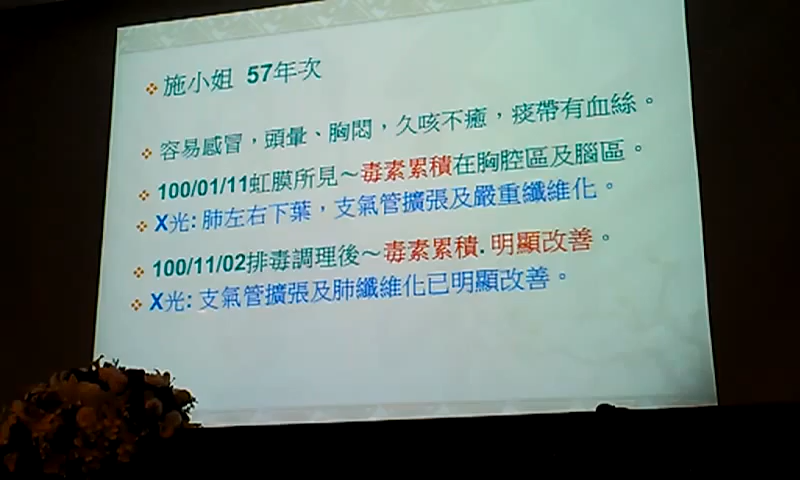 施小姐 57年次
容易感冒，頭暈、胸悶，久咳不癒，痰帶有血絲。
100/01/11虹膜所見～毒素累積在胸腔區及腦區。
X光: 肺左右下葉，支氣管擴張及嚴重纖維化。
100/11/02排毒調理後～毒素累積. 明顯改善。
X光: 支氣管擴張及肺纖維化已明顯改善。